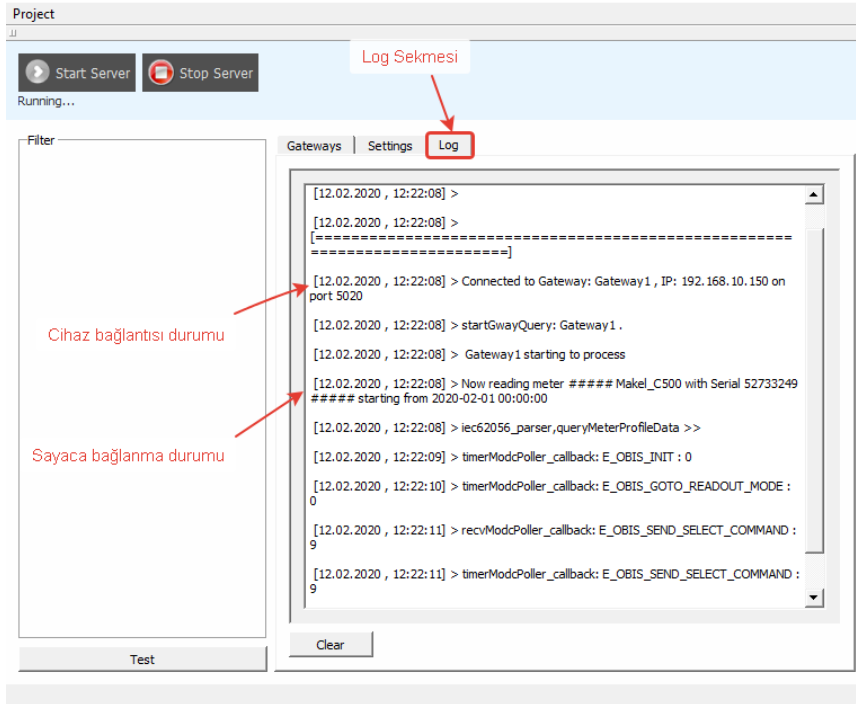 Project
Log Sekmesi
Start Server
Stop Server
Running...
Filter
Gateways
Settings
Log
[12.02.2020 , 12:22:08] >
[12.02.2020 , 12:22:08] >
[=====================================================
======================]
[12.02.2020 , 12:22:08] > Connected to Gateway: Gateway1 , IP: 192.168.10.150 on
port 5020
Cihaz bağlantısı durumu
[12.02.2020 , 12:22:08] > startGwayQuery: Gateway1 .
[12.02.2020 , 12:22:08] > Gateway1 starting to process
[12.02.2020 , 12:22:08] > Now reading meter ##### Makel_C500 with Serial 52733249
##### starting from 2020-02-01 00:00:00
[12.02.2020 , 12:22:08] > iec62056_parser,queryMeterProfileData >>
Sayaca bağlanma durumu
[12.02.2020 , 12:22:09] > timerModcPoller_callback: E_OBIS_INIT : 0
[12.02.2020 , 12:22:10] > timerModcPoller_callback: E_OBIS_GOTO_READOUT_MODE :
0
[12.02.2020 , 12:22:11] > recvModcPoller_callback: E_OBIS_SEND_SELECT_COMMAND :
9
[12.02.2020 , 12:22:11] > timerModcPoller_callback: E_OBIS_SEND_SELECT_COMMAND :
9
Clear
Test